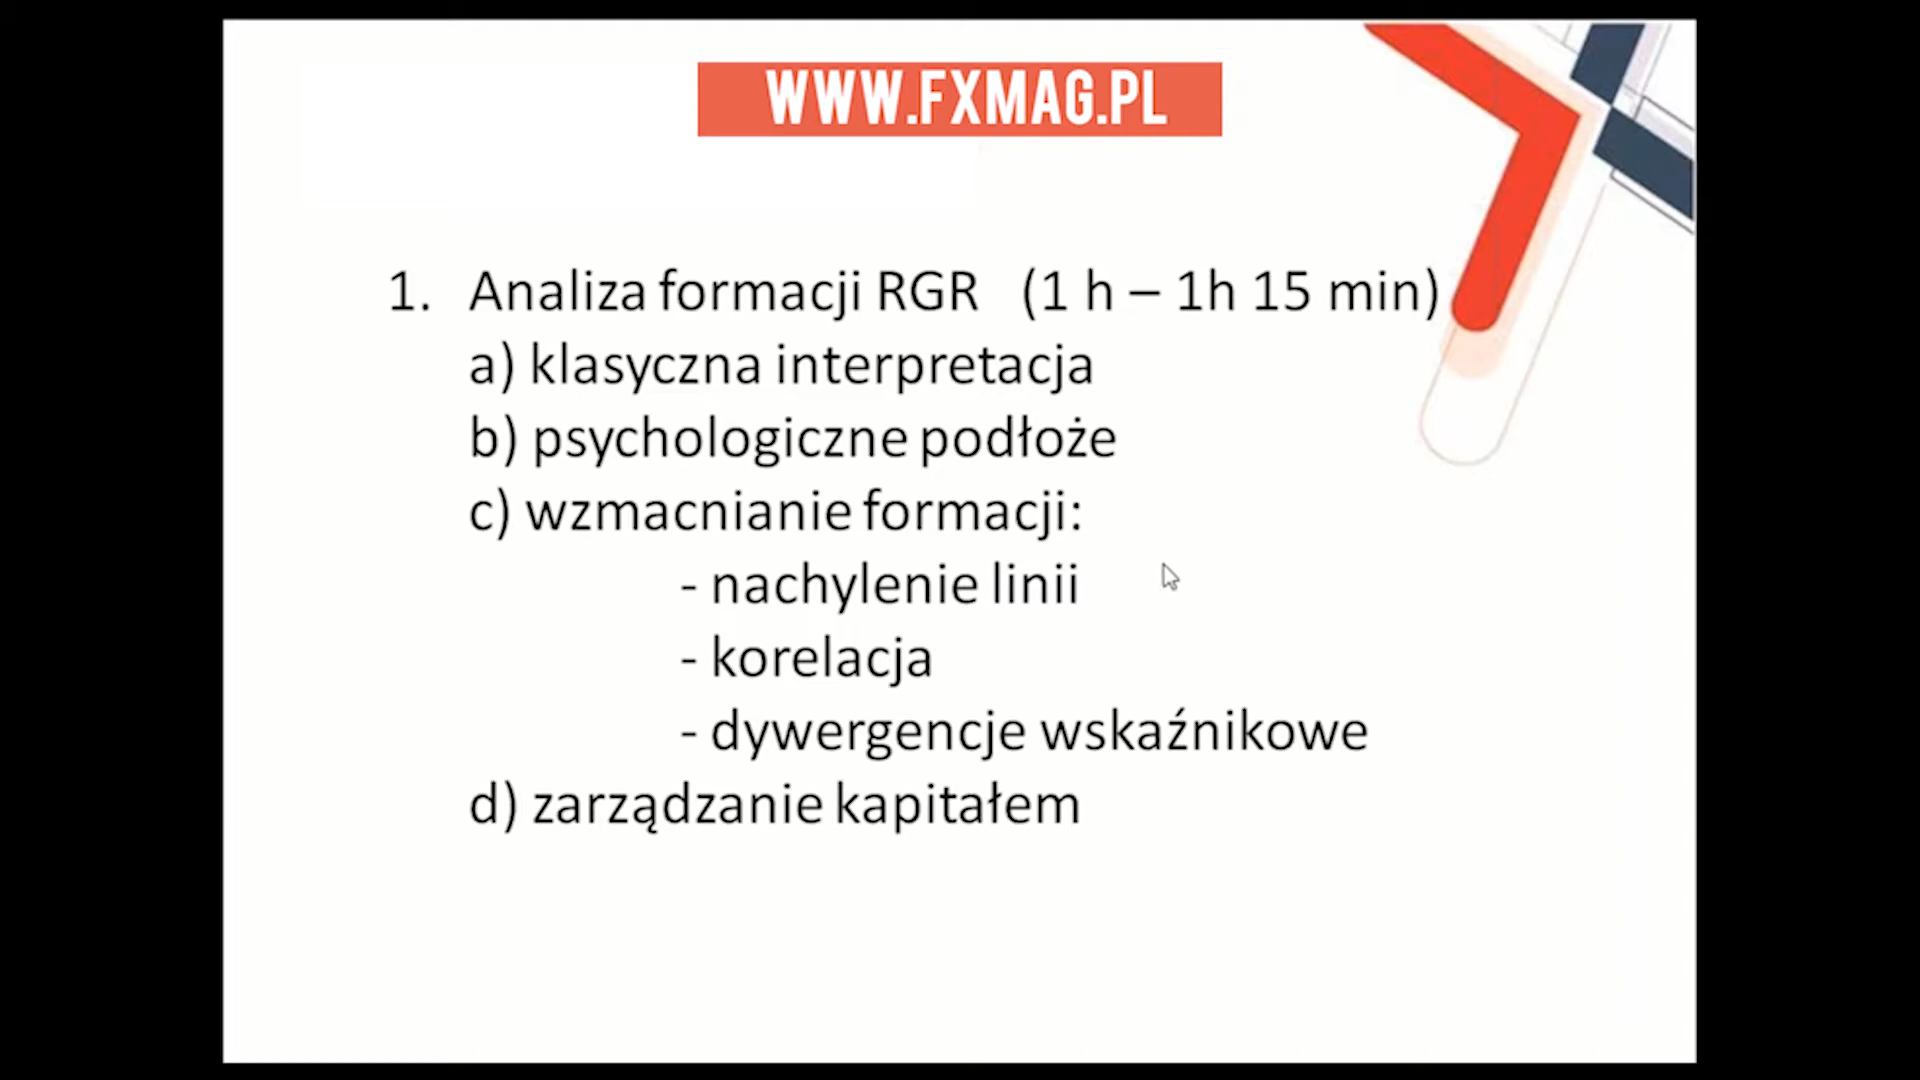 WWW.FXMAG.PL
1. Analiza formacji RGR (1 h – 1h 15 min)
a) klasyczna interpretacja
b) psychologiczne podłoże
c) wzmacnianie formacji:
- nachylenie linii
- korelacja
- dywergencje wskaźnikowe
d) zarządzanie kapitałem